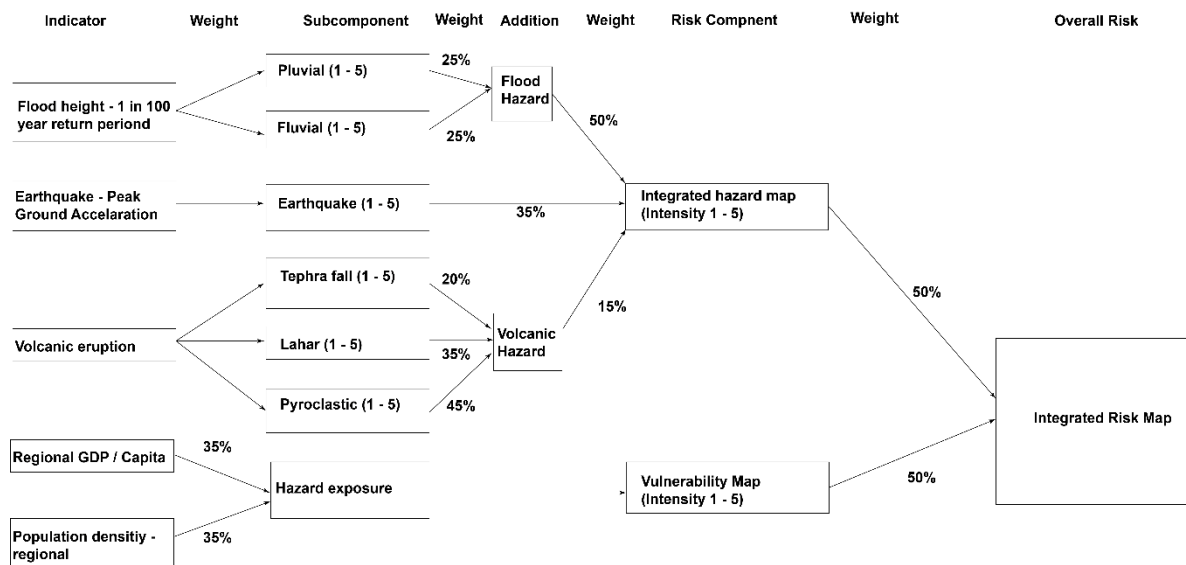 Indicator Weight Subcomponent Weight Addition Weight Risk Compnent Weight Overall Risk
25%
Pluvial (1 - 5)
Flood
Hazard
Flood height - 1 in 100
year return periond
50%
Fluvial (1 - 5)
25%
Earthquake - Peak
Ground Accelaration
Earthquake (1 - 5)
35%
Integrated hazard map
(Intensity 1 - 5)
Tephra fall (1 - 5)
20%
15%
50%
Volcanic eruption
Lahar (1 - 5)
35%
Volcanic
Hazard
Pyroclastic (1 - 5)
45%
Integrated Risk Map
35%
Regional GDP / Capita
Hazard exposure
Vulnerability Map
(Intensity 1 - 5)
50%
Population densitiy -
regional
35%